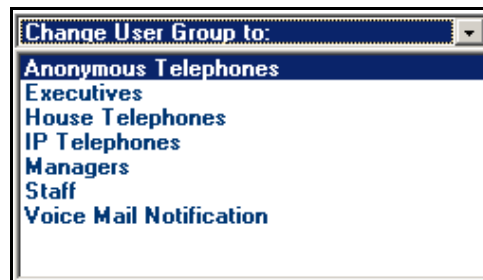 Change User Group to:
Anonymous Telephones
Executives
House Telephones
IP Telephones
Managers
Staff
Voice Mail Notification